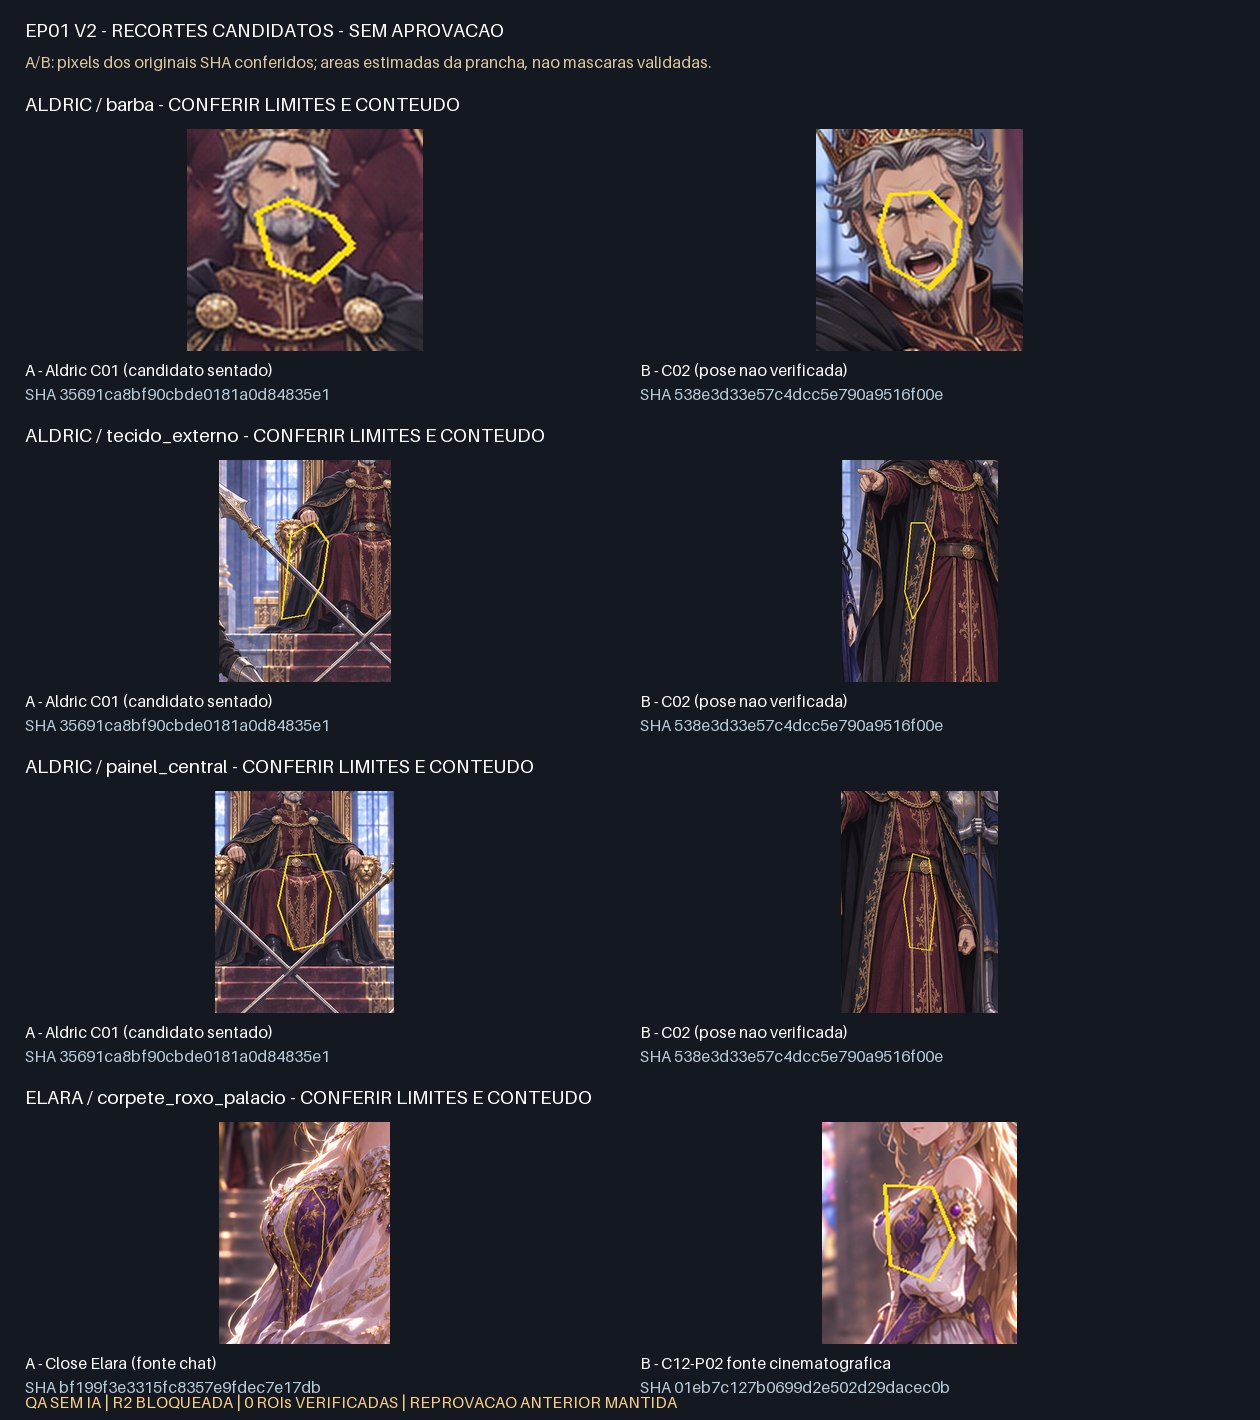 EP01 V2 - RECORTES CANDIDATOS - SEM APROVACAO
A/B: pixels dos originais SHA conferidos; areas estimadas da prancha, nao mascaras validadas.
ALDRIC / barba - CONFERIR LIMITES E CONTEUDO
A - Aldric C01 (candidato sentado)
B - C02 (pose nao verificada)
SHA 35691ca8bf90cbde0181a0d84835e1
SHA 538e3d33e57c4dcc5e790a9516f00e
ALDRIC / tecido_externo - CONFERIR LIMITES E CONTEUDO
A - Aldric C01 (candidato sentado)
B - C02 (pose nao verificada)
SHA 35691ca8bf90cbde0181a0d84835e1
SHA 538e3d33e57c4dcc5e790a9516f00e
ALDRIC / painel_central - CONFERIR LIMITES E CONTEUDO
A - Aldric C01 (candidato sentado)
B - C02 (pose nao verificada)
SHA 35691ca8bf90cbde0181a0d84835e1
SHA 538e3d33e57c4dcc5e790a9516f00e
ELARA / corpete_roxo_palacio - CONFERIR LIMITES E CONTEUDO
A - Close Elara (fonte chat)
B - C12-P02 fonte cinematografica
SHA bf199f3e3315fc8357e9fdec7e17db
SHA 01eb7c127b0699d2e502d29dacec0b
QA SEM IA | R2 BLOQUEADA | 0 ROIs VERIFICADAS | REPROVACAO ANTERIOR MANTIDA